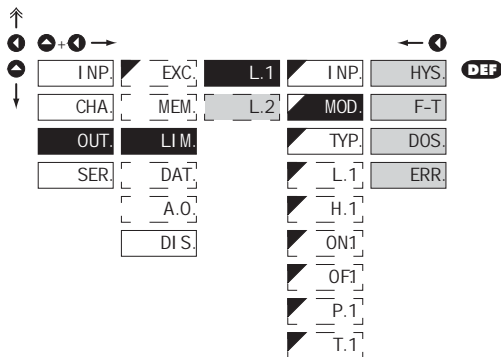 +
INP. EXC. L.1 INP. HYS. DEF
CHA. MEM. L.2 MOD. F-T
OUT. LIM. TYP. DOS.
SER. DAT. L.1 ERR.
A.O. H.1
DIS. ON1
OF1
P.1
T.1